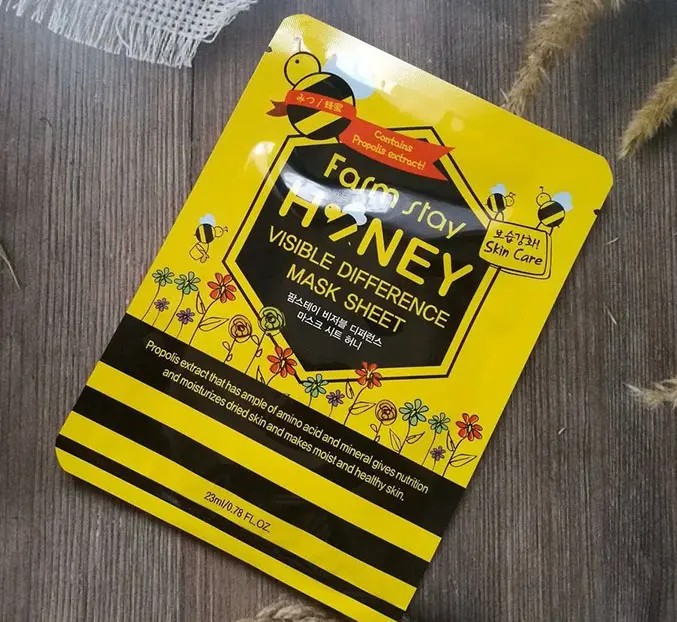 みつ / 蜂蜜
Contains
Propolis extract!
Farm stay
HONEY
VISIBLE DIFFERENCE
MASK SHEET
팜스테이 비저블 디퍼런스
마스크 시트 허니
보습강화!
Skin Care
Propolis extract that has ample of amino acid and mineral gives nutrition
and moisturizes dried skin and makes moist and healthy skin.
23ml/0.78 FL.OZ.